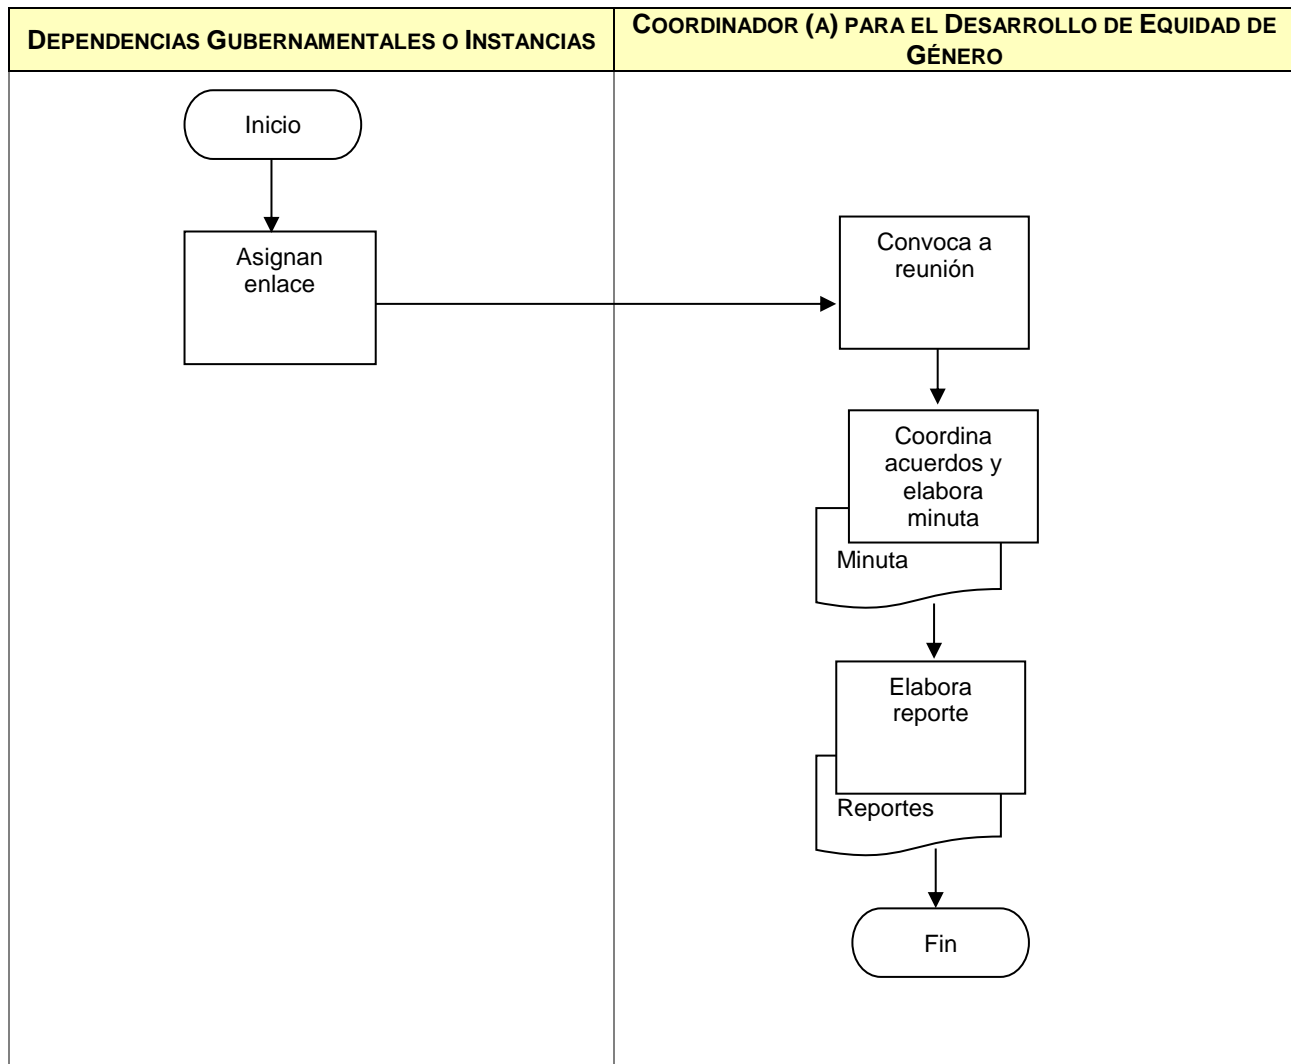 DEPENDENCIAS GUBERNAMENTALES O INSTANCIAS
COORDINADOR (A) PARA EL DESARROLLO DE EQUIDAD DE
GÉNERO
Inicio
Asignan
enlace
Convoca a
reunión
Coordina
acuerdos y
elabora
minuta
Minuta
Elabora
reporte
Reportes
Fin